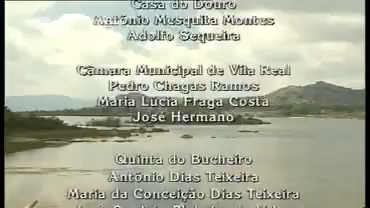 Casa do Douro
António Mesquita Montes
Adolfo Sequeira
Câmara Municipal de Vila Real
Pedro Chagas Ramos
Maria Lucia Fraga Costa
José Hermano
Quinta do Bucheiro
António Dias Teixeira
Maria da Conceição Dias Teixeira